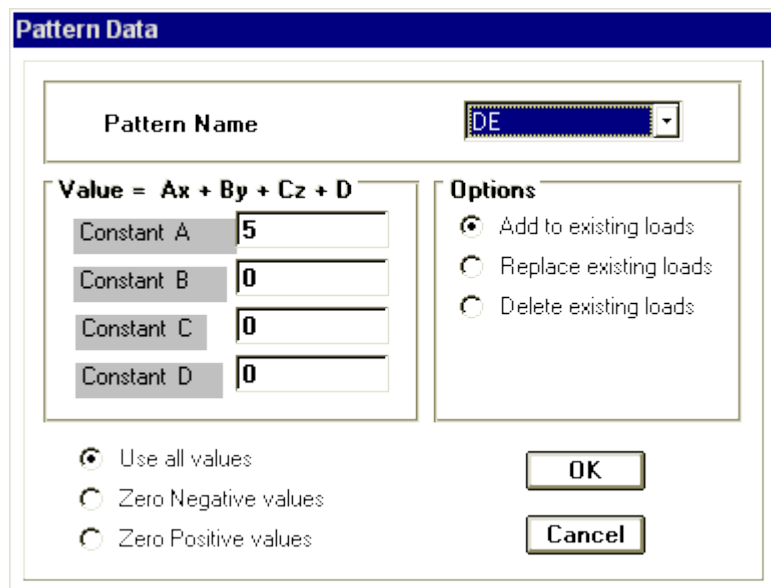 Pattern Data
Pattern Name
DE
Value = Ax + By + Cz + D
Constant A
5
Constant B
0
Constant C
0
Constant D
0
Options
Add to existing loads
Replace existing loads
Delete existing loads
Use all values
Zero Negative values
Zero Positive values
OK
Cancel